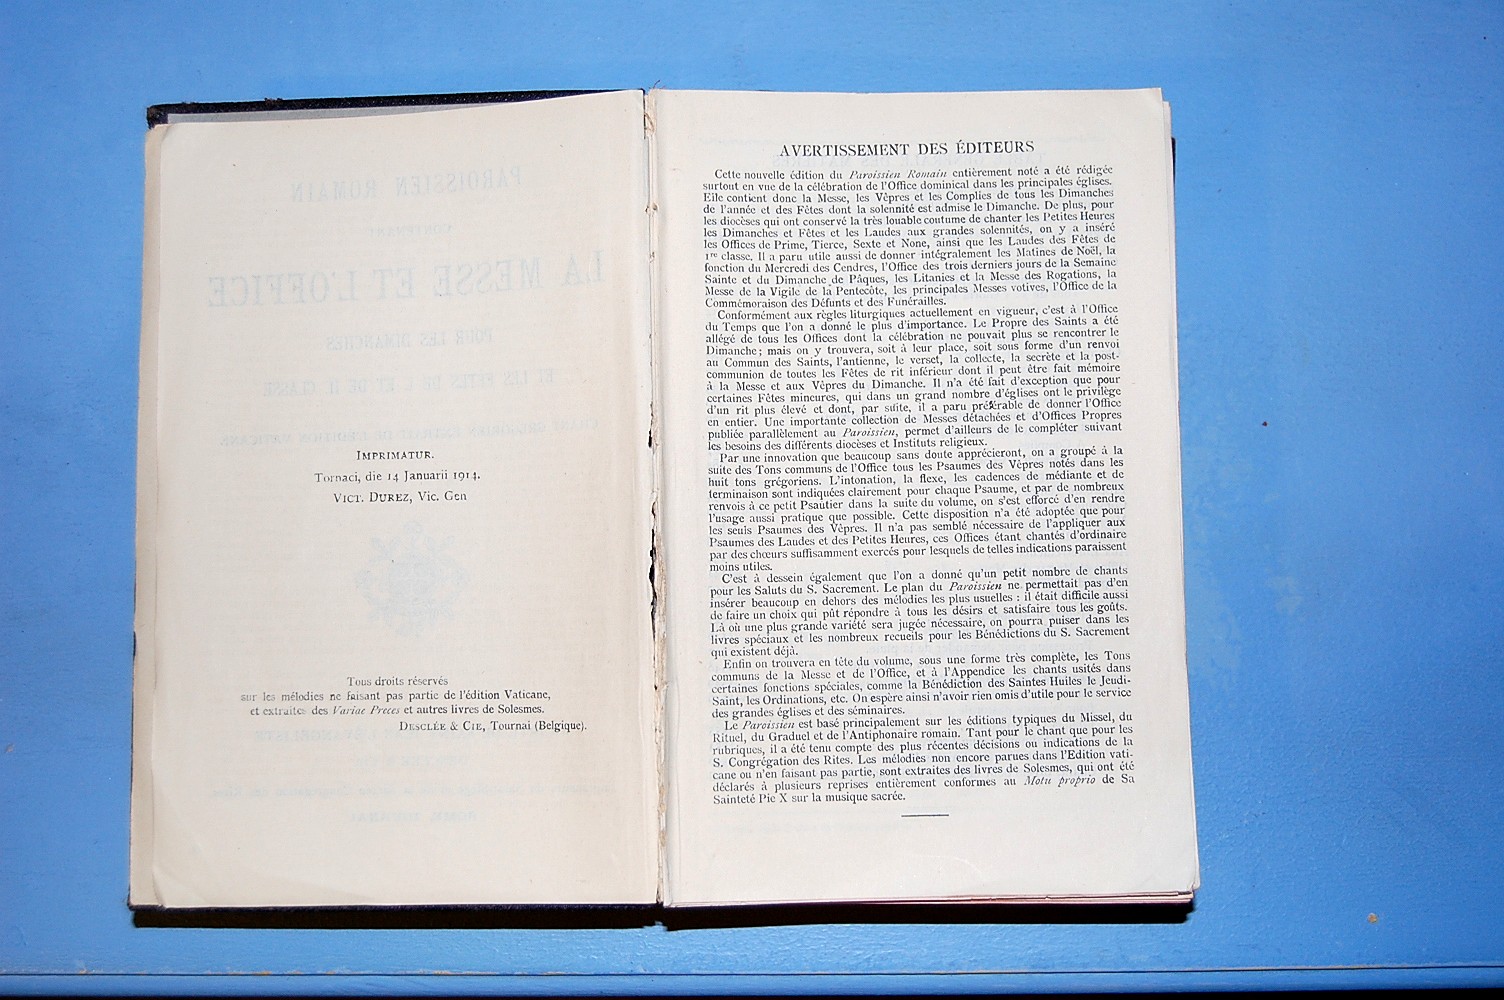 IMPRIMATUR.
Tornaci, die 14 Januarii 1914.
VICT. DUREZ, Vic. Gen
Tous droits réservés
sur les mélodies ne faisant pas partie de l'édition Vaticane,
et extraites des Variae Preces et autres livres de Solesmes.
DESCLÉE & CIE, Tournai (Belgique).
AVERTISSEMENT DES ÉDITEURS
Cette nouvelle édition du Paroissien Romain entièrement noté a été rédigée
surtout en vue de la célébration de l'Office dominical dans les principales églises.
Elle contient donc la Messe, les Vêpres et les Complies de tous les Dimanches
de l'année et des Fêtes dont la solennité est admise le Dimanche. De plus, pour
les diocèses qui ont conservé la très louable coutume de chanter les Petites Heures
les Dimanches et Fêtes et les Laudes aux grandes solennités, on y a inséré
les Offices de Prime, Tierce, Sexte et None, ainsi que les Laudes des Fêtes de
1re classe. Il a paru utile aussi de donner intégralement les Matines de Noël, la
fonction du Mercredi des Cendres, l'Office des trois derniers jours de la Semaine
Sainte et du Dimanche de Pâques, les Litanies et la Messe des Rogations, la
Messe de la Vigile de la Pentecôte, les principales Messes votives, l'Office de la
Commémoraison des Défunts et des Funérailles.
Conformément aux règles liturgiques actuellement en vigueur, c'est à l'Office
du Temps que l'on a donné le plus d'importance. Le Propre des Saints a été
allégé de tous les Offices dont la célébration ne pouvait plus se rencontrer le
Dimanche; mais on y trouvera, soit à leur place, soit sous forme d'un renvoi
au Commun des Saints, l'antienne, le verset, la collecte, la secrète et la post-
communion de toutes les Fêtes de rit inférieur dont il peut être fait mémoire
à la Messe et aux Vêpres du Dimanche. Il n'a été fait d'exception que pour
certaines Fêtes mineures, qui dans un grand nombre d'églises ont le privilège
d'un rit plus élevé et dont, par suite, il a paru préférable de donner l'Office
en entier. Une importante collection de Messes détachées et d'Offices Propres
publiée parallèlement au Paroissien, permet d'ailleurs de le compléter suivant
les besoins des différents diocèses et Instituts religieux.
Par une innovation que beaucoup sans doute apprécieront, on a groupé à la
suite des Tons communs de l'Office tous les Psaumes des Vêpres notés dans les
huit tons grégoriens. L'intonation, la flexe, les cadences de médiante et de
terminaison sont indiquées clairement pour chaque Psaume, et par de nombreux
renvois à ce petit Psautier dans la suite du volume, on s'est efforcé d'en rendre
l'usage aussi pratique que possible. Cette disposition n'a été adoptée que pour
les seuls Psaumes des Vêpres. Il n'a pas semblé nécessaire de l'appliquer aux
Psaumes des Laudes et des Petites Heures, ces Offices étant chantés d'ordinaire
par des chœurs suffisamment exercés pour lesquels de telles indications paraissent
moins utiles.
C'est à dessein également que l'on a donné qu'un petit nombre de chants
pour les Saluts du S. Sacrement. Le plan du Paroissien ne permettait pas d'en
insérer beaucoup en dehors des mélodies les plus usuelles : il était difficile aussi
de faire un choix qui pût répondre à tous les désirs et satisfaire tous les goûts.
Là où une plus grande variété sera jugée nécessaire, on pourra puiser dans les
livres spéciaux et les nombreux recueils pour les Bénédictions du S. Sacrement
qui existent déjà.
Enfin on trouvera en tête du volume, sous une forme très complète, les Tons
communs de la Messe et de l'Office, et à l'Appendice les chants usités dans
certaines fonctions spéciales, comme la Bénédiction des Saintes Huiles le Jeudi-
Saint, les Ordinations, etc. On espère ainsi n'avoir rien omis d'utile pour le service
des grandes églises et des séminaires.
Le Paroissien est basé principalement sur les éditions typiques du Missel, du
Rituel, du Graduel et de l'Antiphonaire romain. Tant pour le chant que pour les
rubriques, il a été tenu compte des plus récentes décisions ou indications de la
S. Congrégation des Rites. Les mélodies non encore parues dans l'Edition vati-
cane ou n'en faisant pas partie, sont extraites des livres de Solesmes, qui ont été
déclarés à plusieurs reprises entièrement conformes au Motu proprio de Sa
Sainteté Pie X sur la musique sacrée.